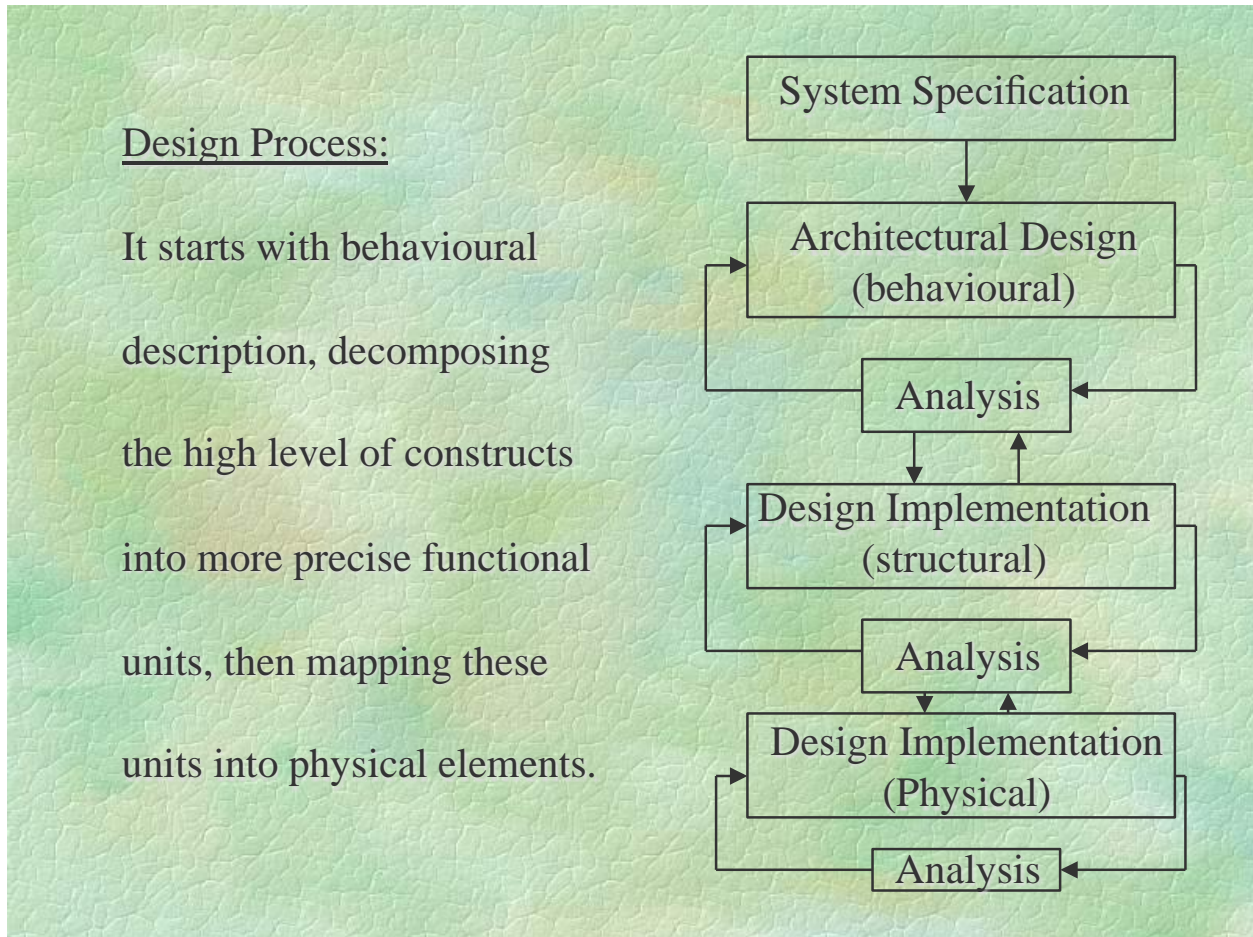 Design Process:
It starts with behavioural
description, decomposing
the high level of constructs
into more precise functional
units, then mapping these
units into physical elements.
System Specification
Architectural Design
(behavioural)
Analysis
Design Implementation
(structural)
Analysis
Design Implementation
(Physical)
Analysis